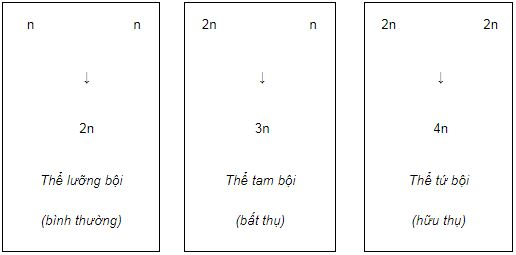 n n
↓
2n
Thể lưỡng bội
(bình thường)
2n n
↓
3n
Thể tam bội
(bất thụ)
2n 2n
↓
4n
Thể tứ bội
(hữu thụ)